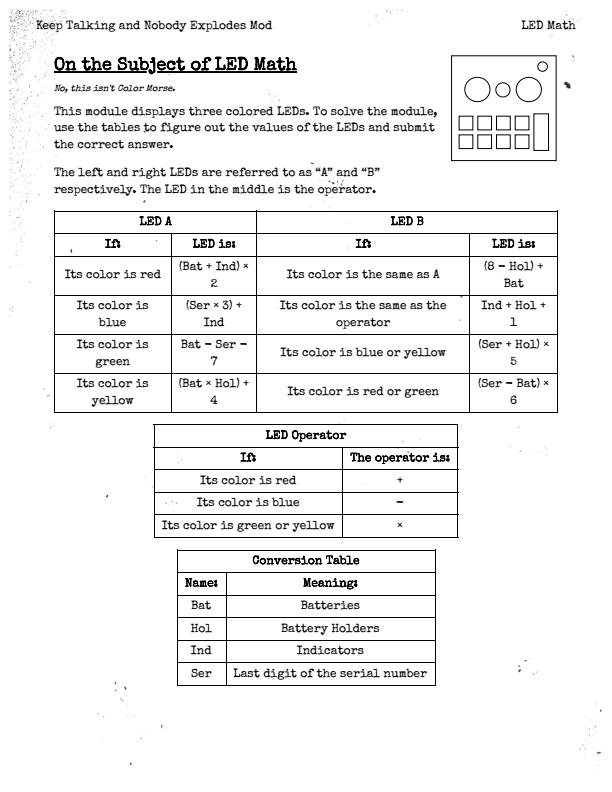 Keep Talking and Nobody Explodes Mod
LED Math
On the Subject of LED Math
No, this isn't Color Morse.
This module displays three colored LEDs. To solve the module,
use the tables to figure out the values of the LEDs and submit
the correct answer.
The left and right LEDs are referred to as “A” and “B”
respectively. The LED in the middle is the operator.
LED A
LED B
If:
LED is:
If:
LED is:
Its color is red
(Bat + Ind) ×
2
Its color is the same as A
(8 − Hol) +
Bat
Its color is
blue
(Ser × 3) +
Ind
Its color is the same as the
operator
Ind + Hol +
1
Its color is
green
Bat − Ser −
7
Its color is blue or yellow
(Ser + Hol) ×
5
Its color is
yellow
(Bat × Hol) +
4
Its color is red or green
(Ser − Bat) ×
6
LED Operator
If:
The operator is:
Its color is red
+
Its color is blue
−
Its color is green or yellow
×
Conversion Table
Name:
Meaning:
Bat
Batteries
Hol
Battery Holders
Ind
Indicators
Ser
Last digit of the serial number